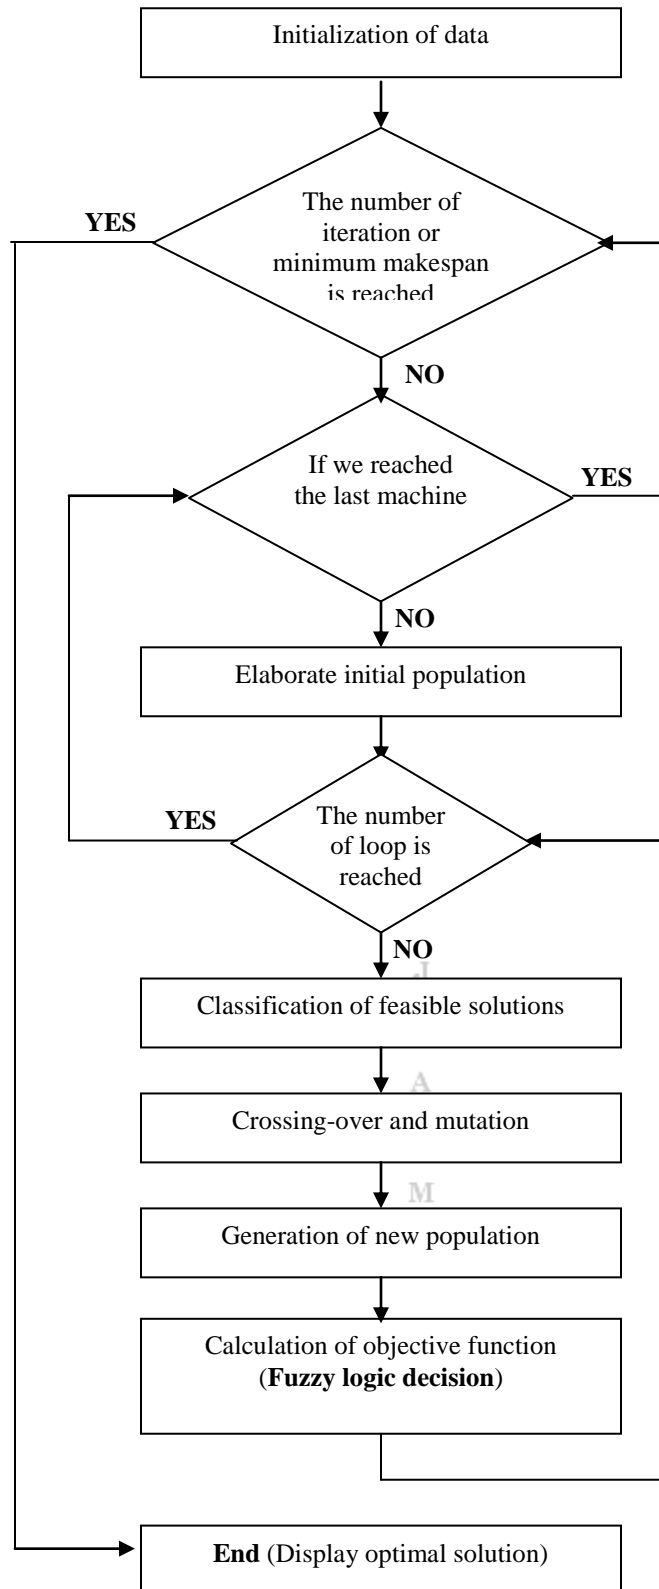 Initialization of data
YES
The number of
iteration or
minimum makespan
is reached
NO
If we reached
the last machine
YES
NO
Elaborate initial population
YES
The number
of loop is
reached
NO
J
Classification of feasible solutions
A
Crossing-over and mutation
M
Generation of new population
Calculation of objective function
(Fuzzy logic decision)
End (Display optimal solution)